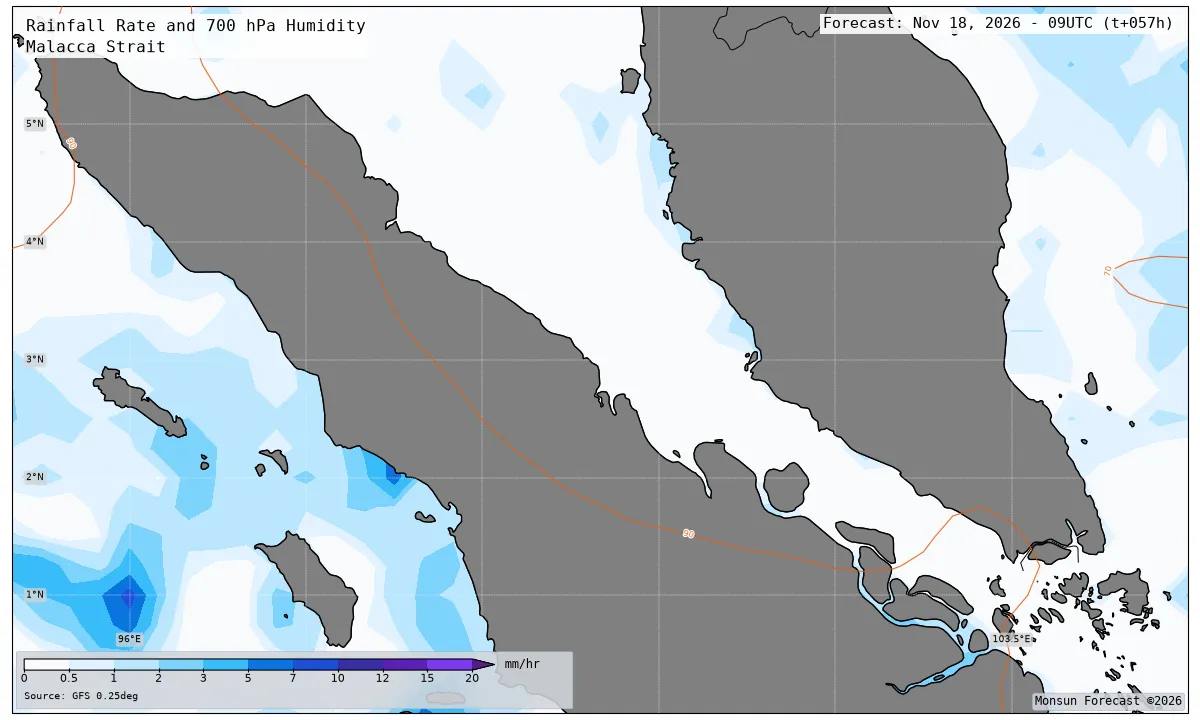 Rainfall Rate and 700 hPa Humidity
Malacca Strait
Forecast: Nov 18, 2026 - 09UTC (t+057h)
5°N
4°N
70
3°N
2°N
90
1°N
96°E
103.5°E
mm/hr
0 0.5 1 2 3 5 7 10 12 15 20
Source: GFS 0.25deg
Monsun Forecast ©2026